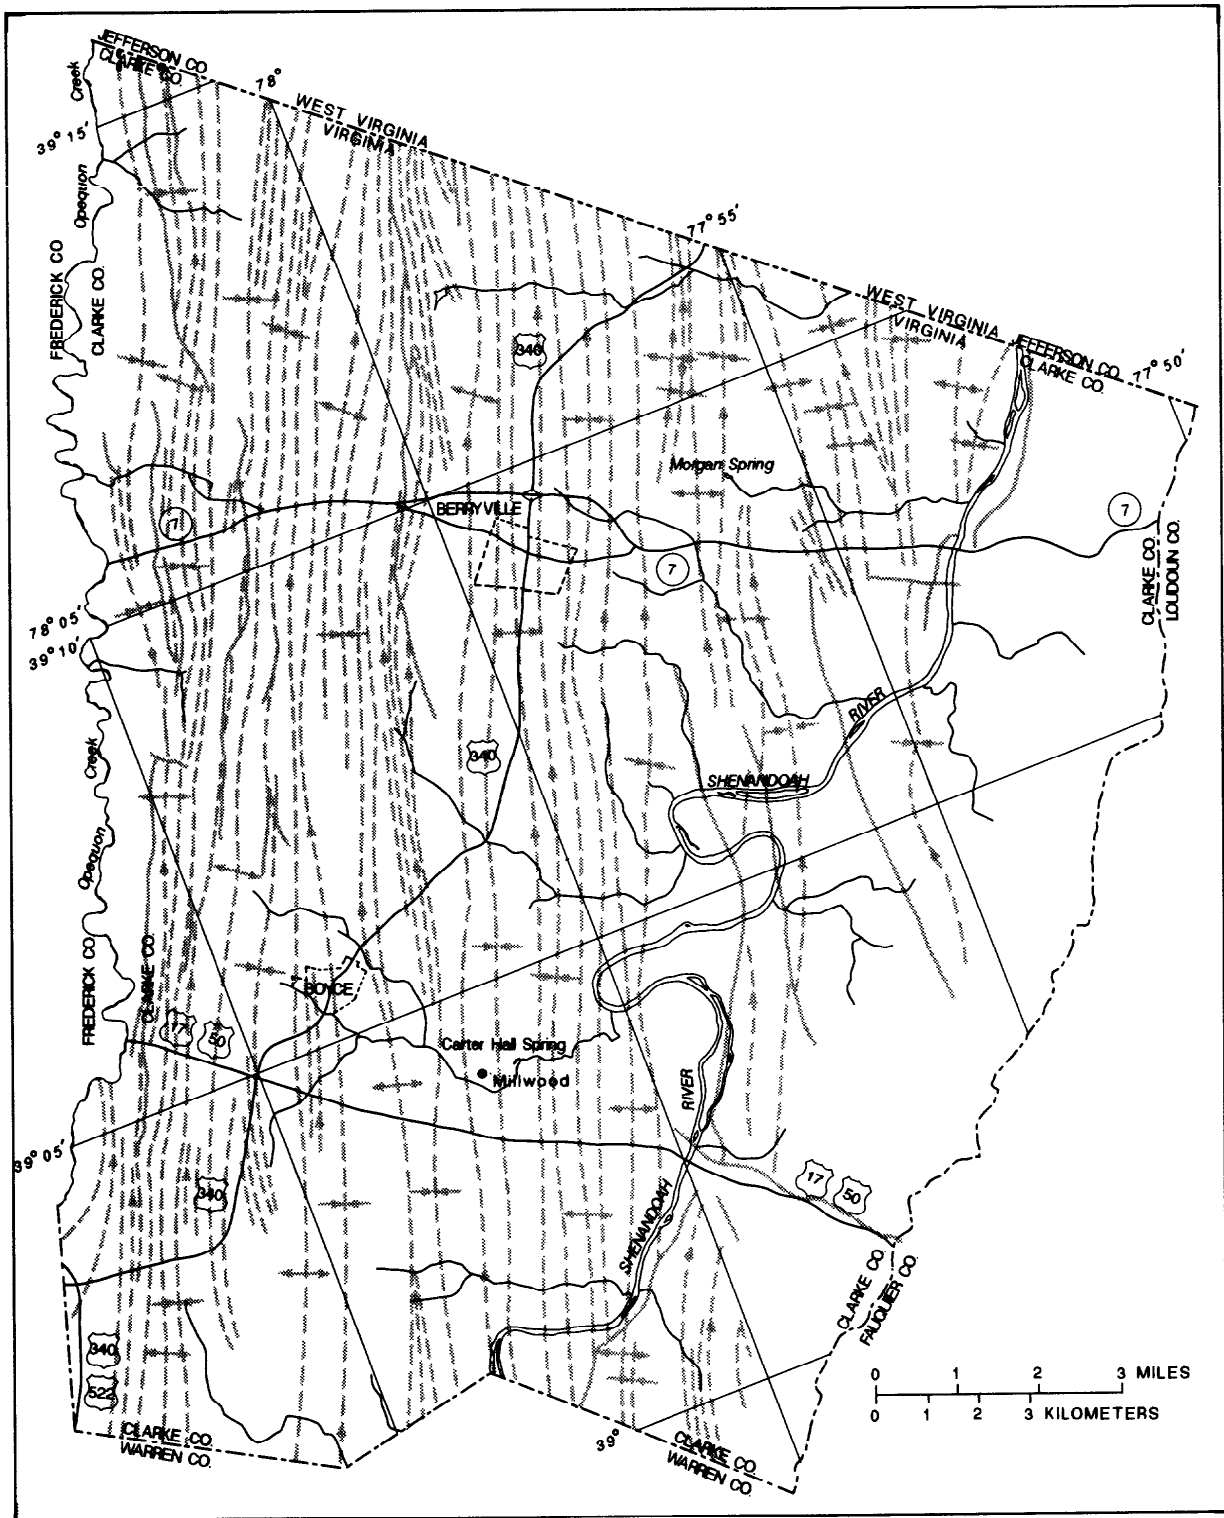 JEFFERSON CO.
CLARKE CO.
78°
WEST VIRGINIA
VIRGINIA
Creek
39° 15'
Opequon
77° 55'
FREDERICK CO.
CLARKE CO.
WEST VIRGINIA
VIRGINIA
JEFFERSON CO.
CLARKE CO.
77° 50'
340
Morgan Spring
BERRYVILLE
7
7
7
CLARKE CO.
LOUDOUN CO.
78° 05'
39° 10'
RIVER
Creek
340
SHENANDOAH
Opequon
FREDERICK CO.
CLARKE CO.
BOYCE
17
50
Carter Hall Spring
Millwood
RIVER
39° 05'
340
17
50
SHENANDOAH
CLARKE CO.
FAUQUIER CO.
340
522
0 1 2 3 MILES
0 1 2 3 KILOMETERS
CLARKE CO.
WARREN CO.
39°
CLARKE CO.
WARREN CO.